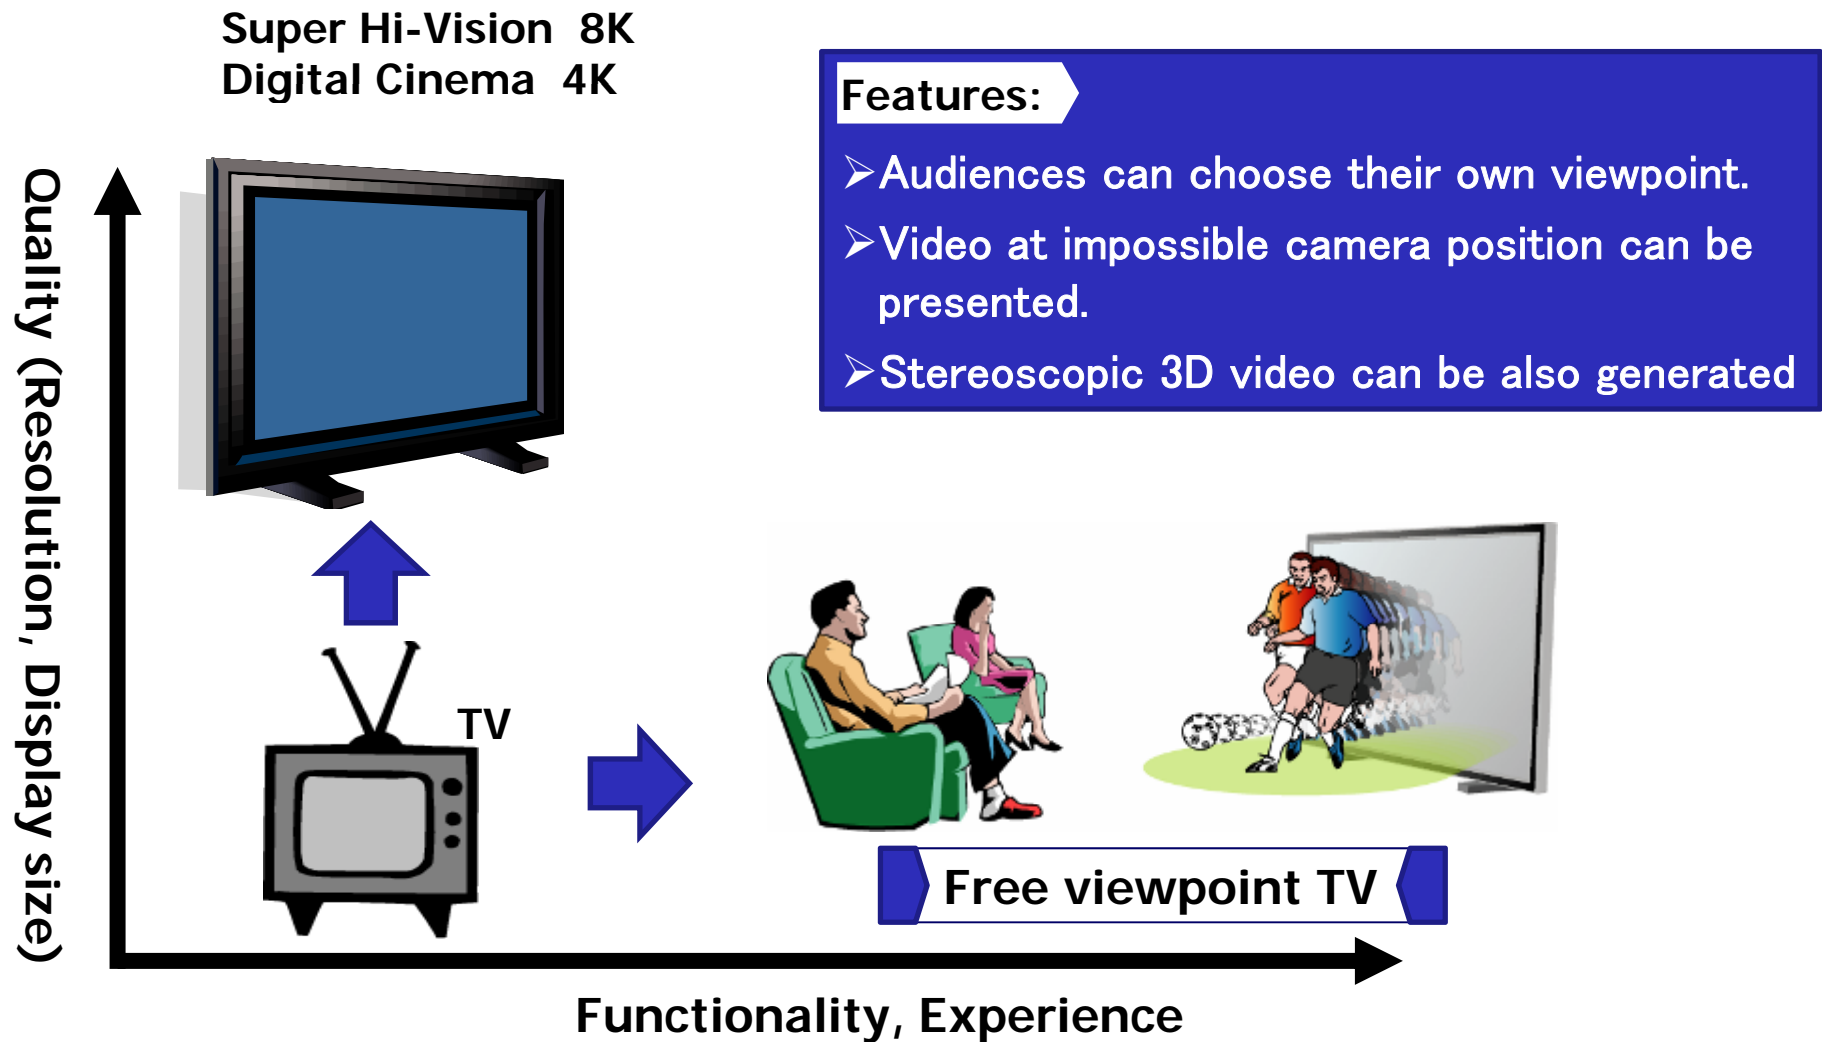 Super Hi-Vision 8K
Digital Cinema 4K
Features:
➢Audiences can choose their own viewpoint.
➢Video at impossible camera position can be
presented.
➢Stereoscopic 3D video can be also generated
Quality (Resolution, Display size)
TV
Free viewpoint TV
Functionality, Experience